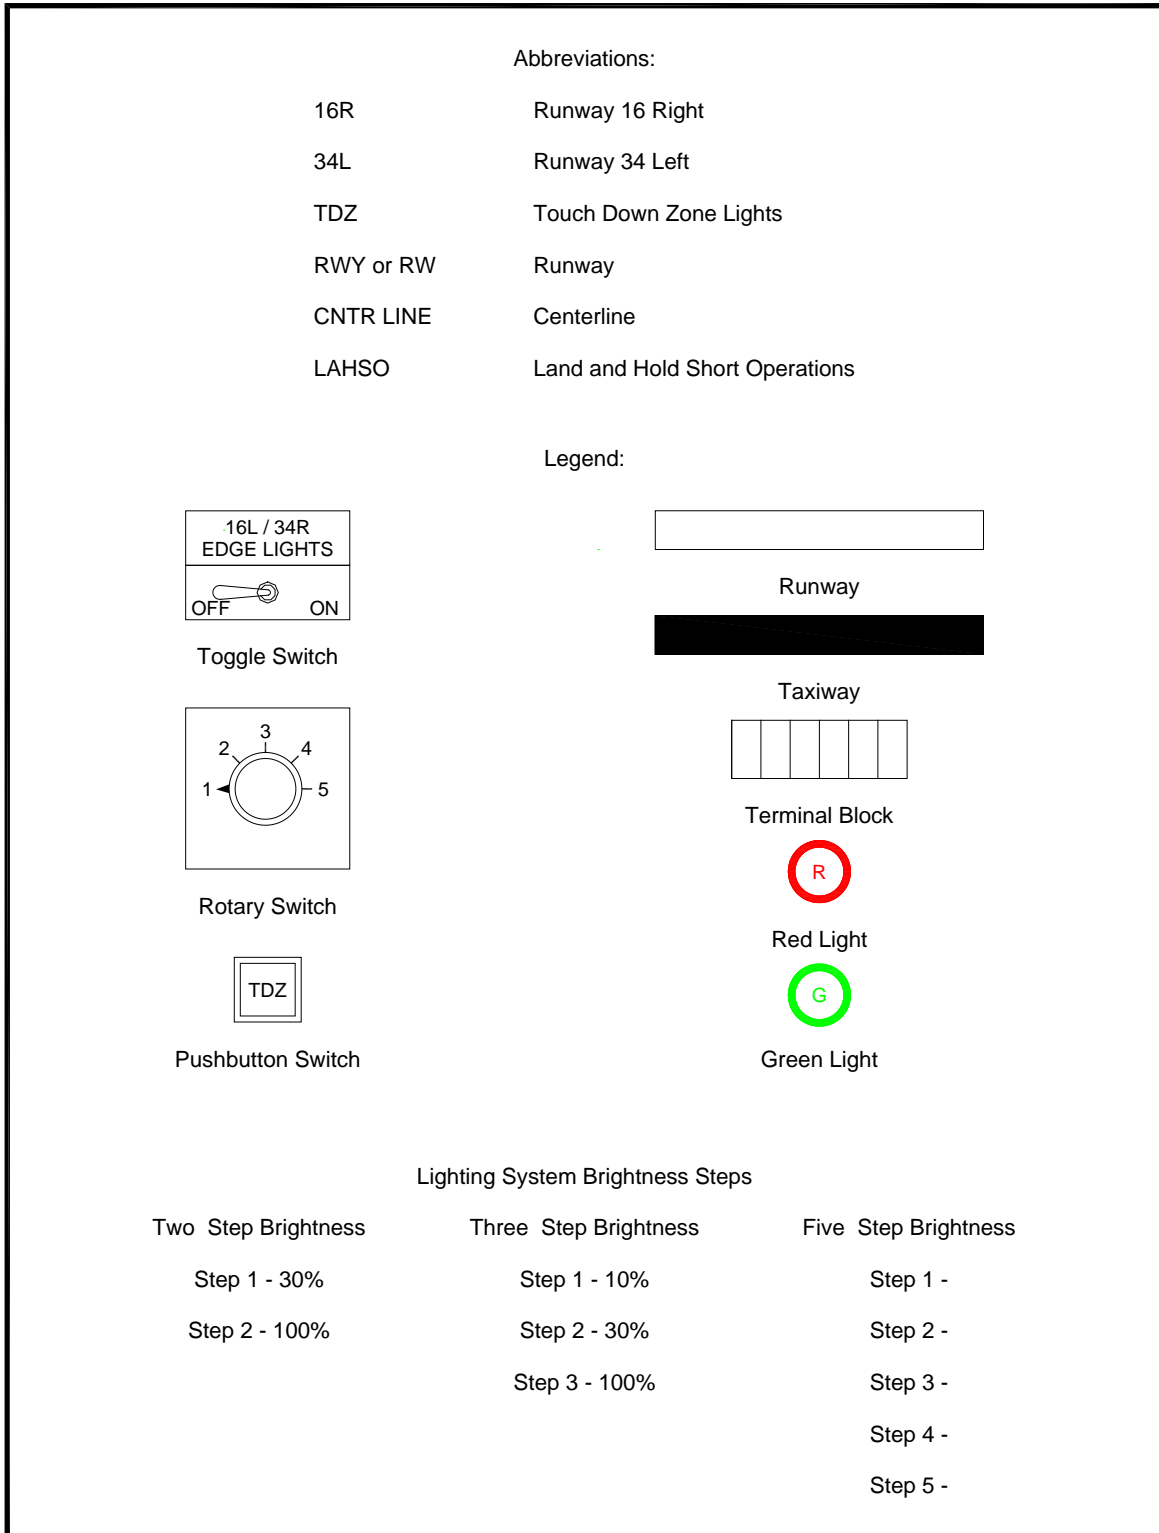 Abbreviations:
16R Runway 16 Right
34L Runway 34 Left
TDZ Touch Down Zone Lights
RWY or RW Runway
CNTR LINE Centerline
LAHSO Land and Hold Short Operations
Legend:
16L / 34R
EDGE LIGHTS
OFF ON
Toggle Switch
1 2 3 4 5
Rotary Switch
TDZ
Pushbutton Switch
Runway
Taxiway
Terminal Block
R
Red Light
G
Green Light
Lighting System Brightness Steps
Two Step Brightness Three Step Brightness Five Step Brightness
Step 1 - 30% Step 1 - 10% Step 1 -
Step 2 - 100% Step 2 - 30% Step 2 -
Step 3 - 100% Step 3 -
Step 4 -
Step 5 -